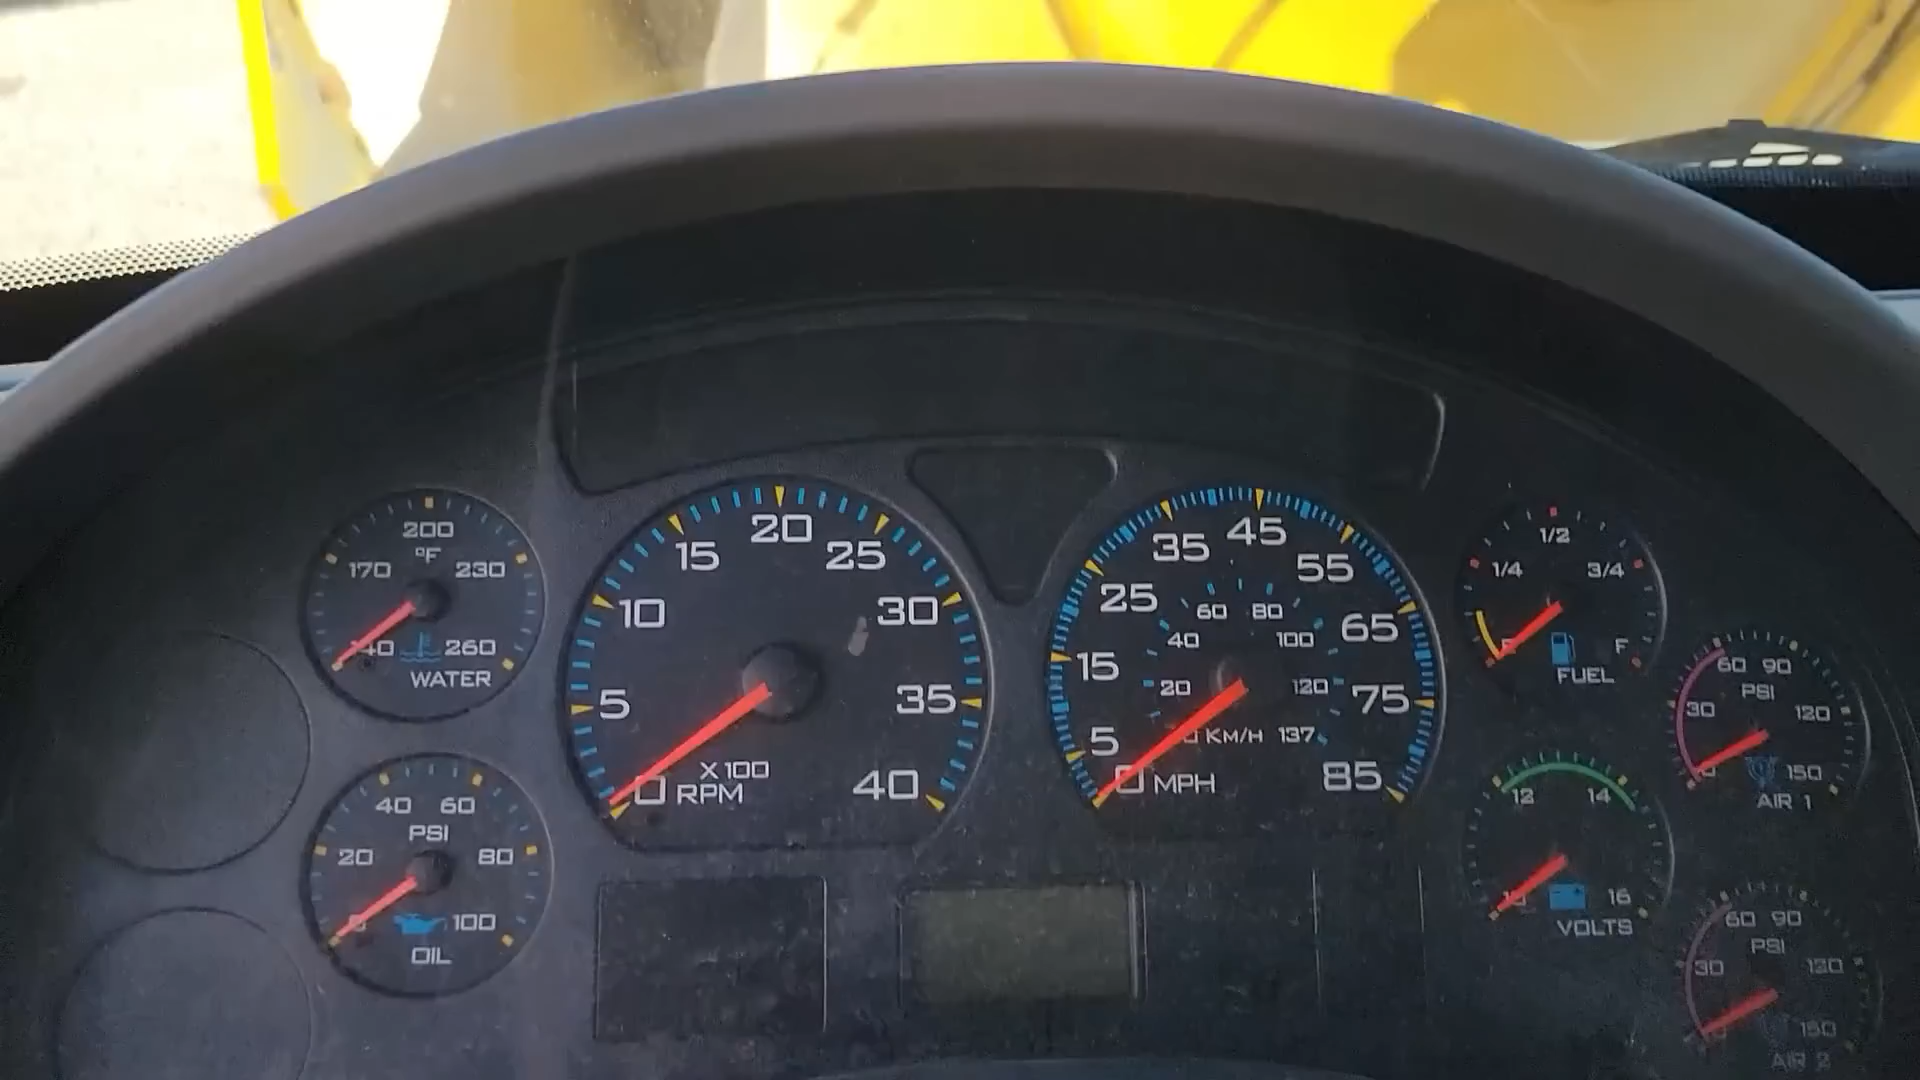 200
°F
170 230
140 260
WATER
40 60
PSI
20 80
100
OIL
20
15 25
10 30
5 35
X 100
0 RPM 40
45
35 55
25 65
15 75
5
0 MPH 85
60 80
40 100
20 120
KM/H 137
1/2
1/4 3/4
F
FUEL
12 14
16
VOLTS
60 90
PSI
30 120
150
AIR 1
60 90
PSI
30 120
150
AIR 2